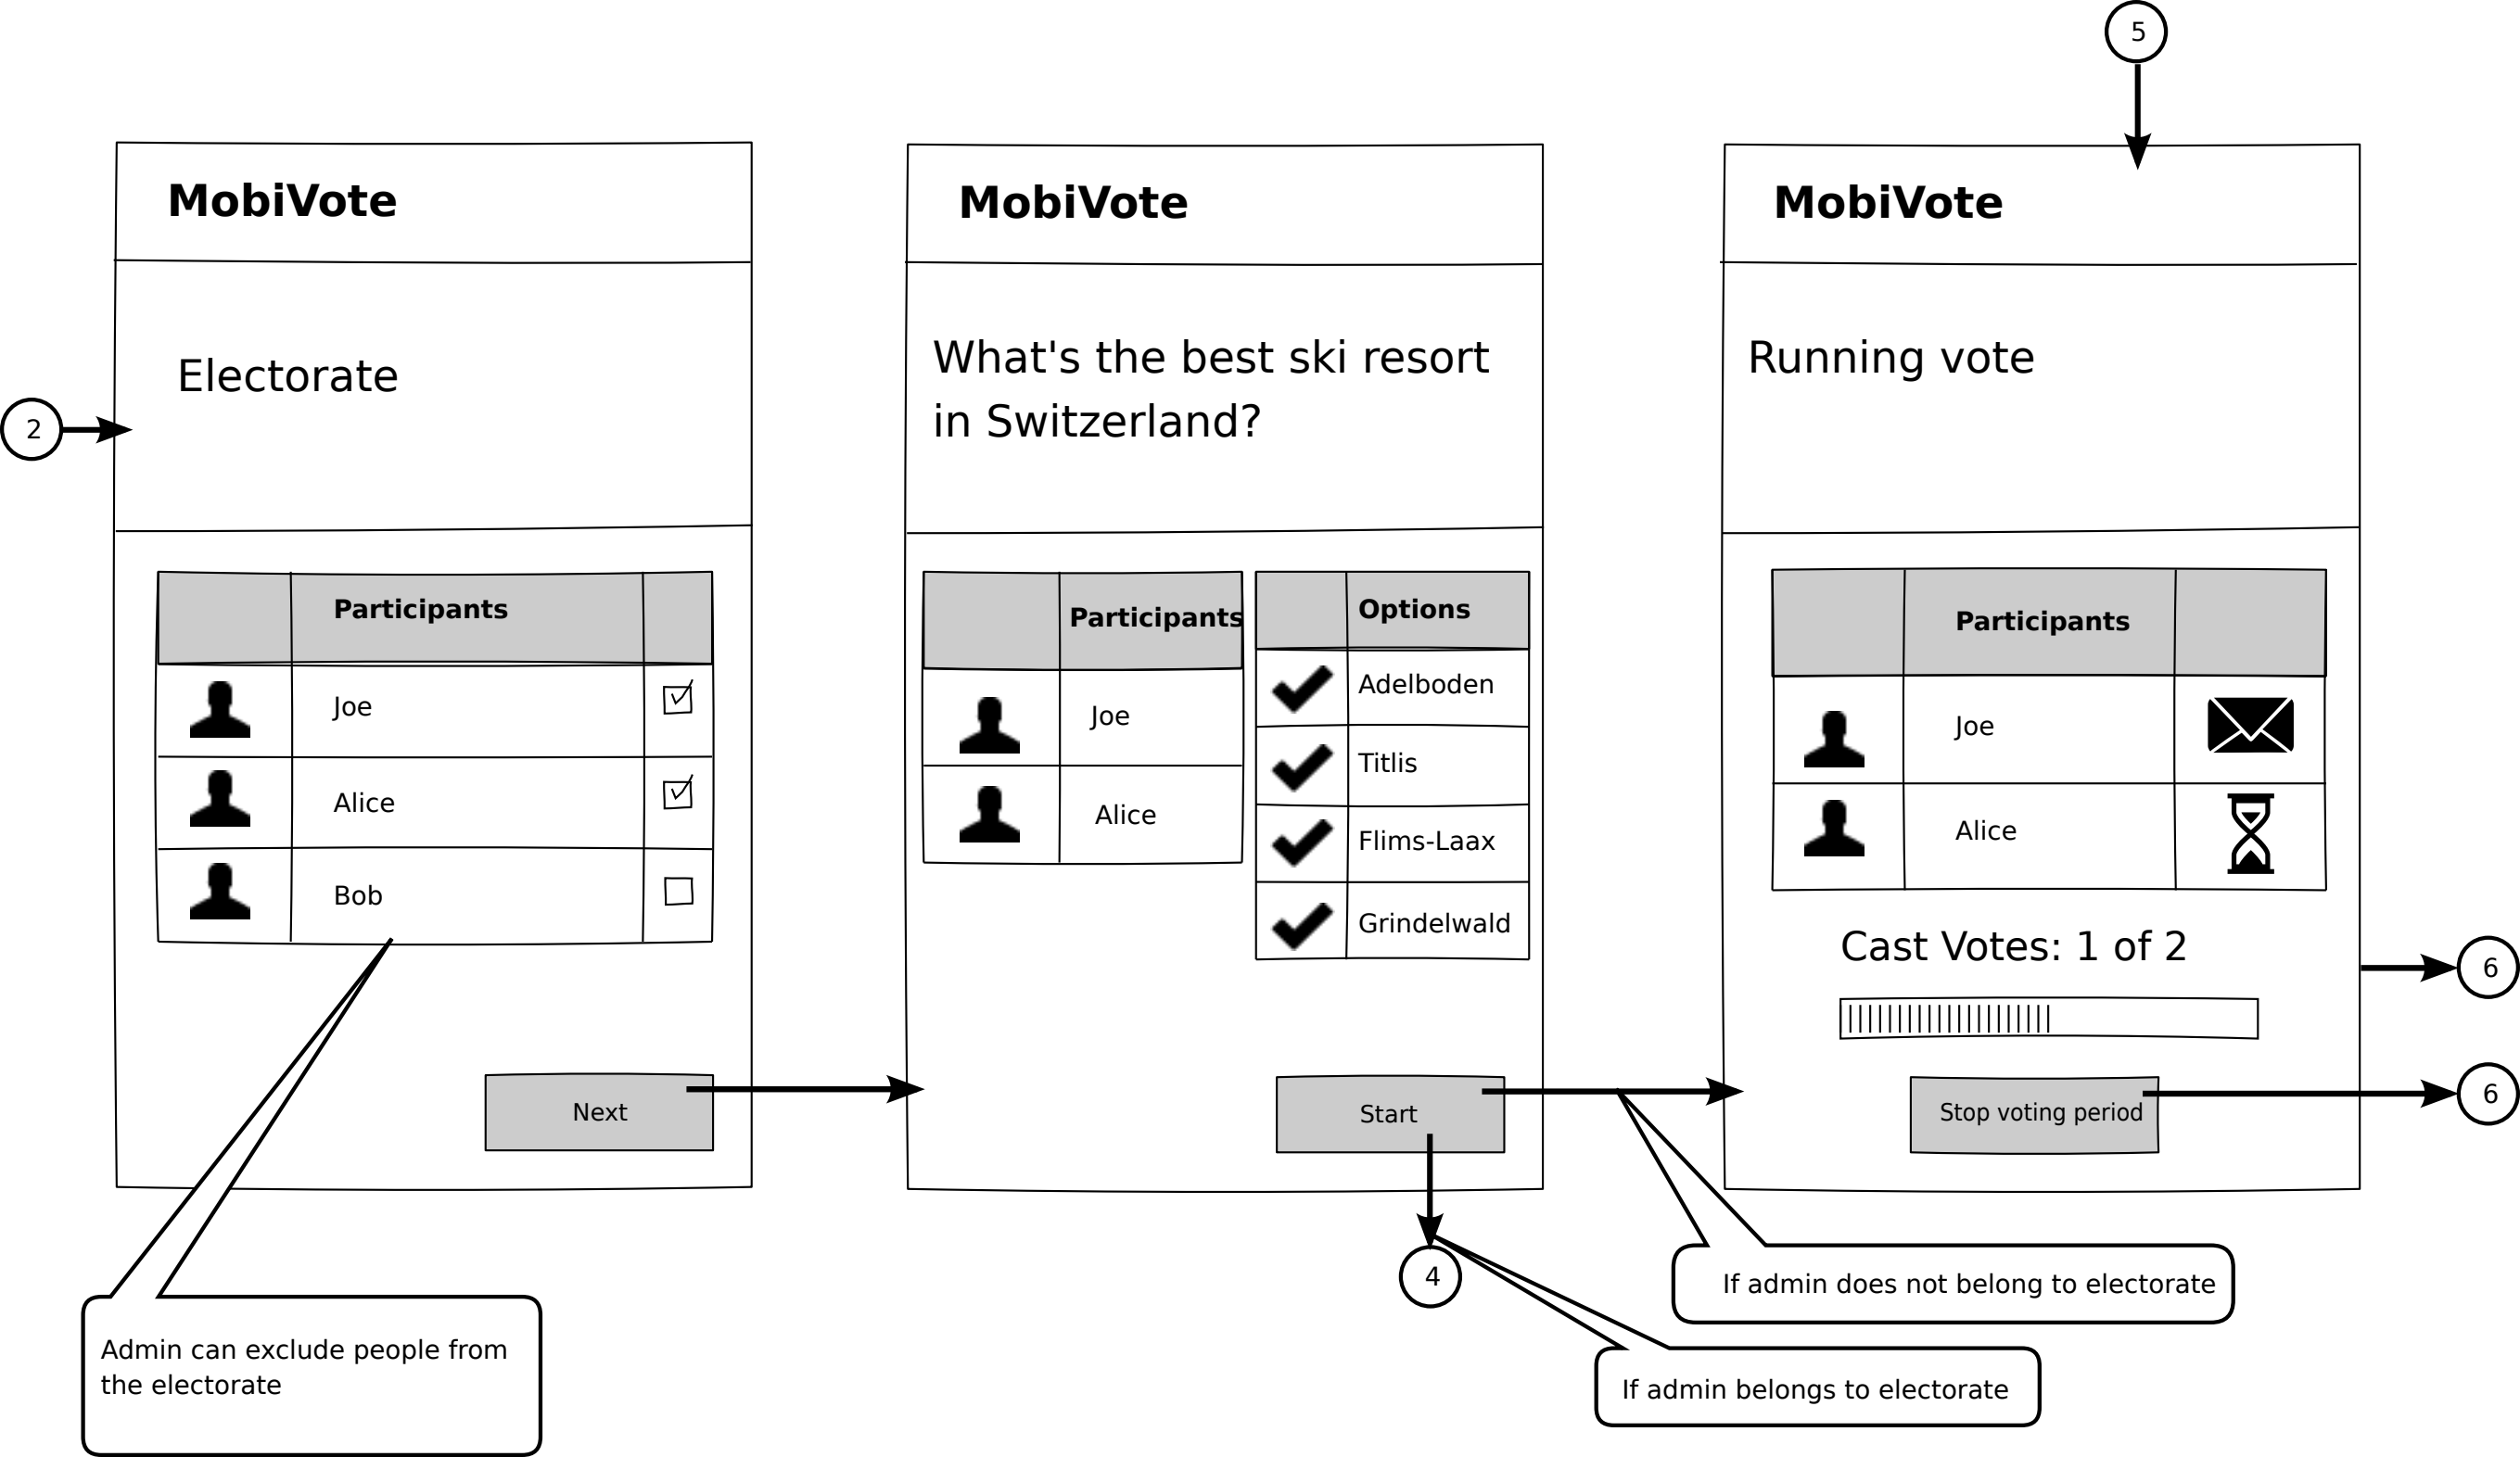 5
MobiVote
Electorate
2
Participants
Joe
Alice
Bob
Next
Admin can exclude people from
the electorate
MobiVote
What's the best ski resort
in Switzerland?
Participants
Joe
Alice
Options
Adelboden
Titlis
Flims-Laax
Grindelwald
Start
4
If admin belongs to electorate
If admin does not belong to electorate
MobiVote
Running vote
Participants
Joe
Alice
Cast Votes: 1 of 2
6
Stop voting period
6